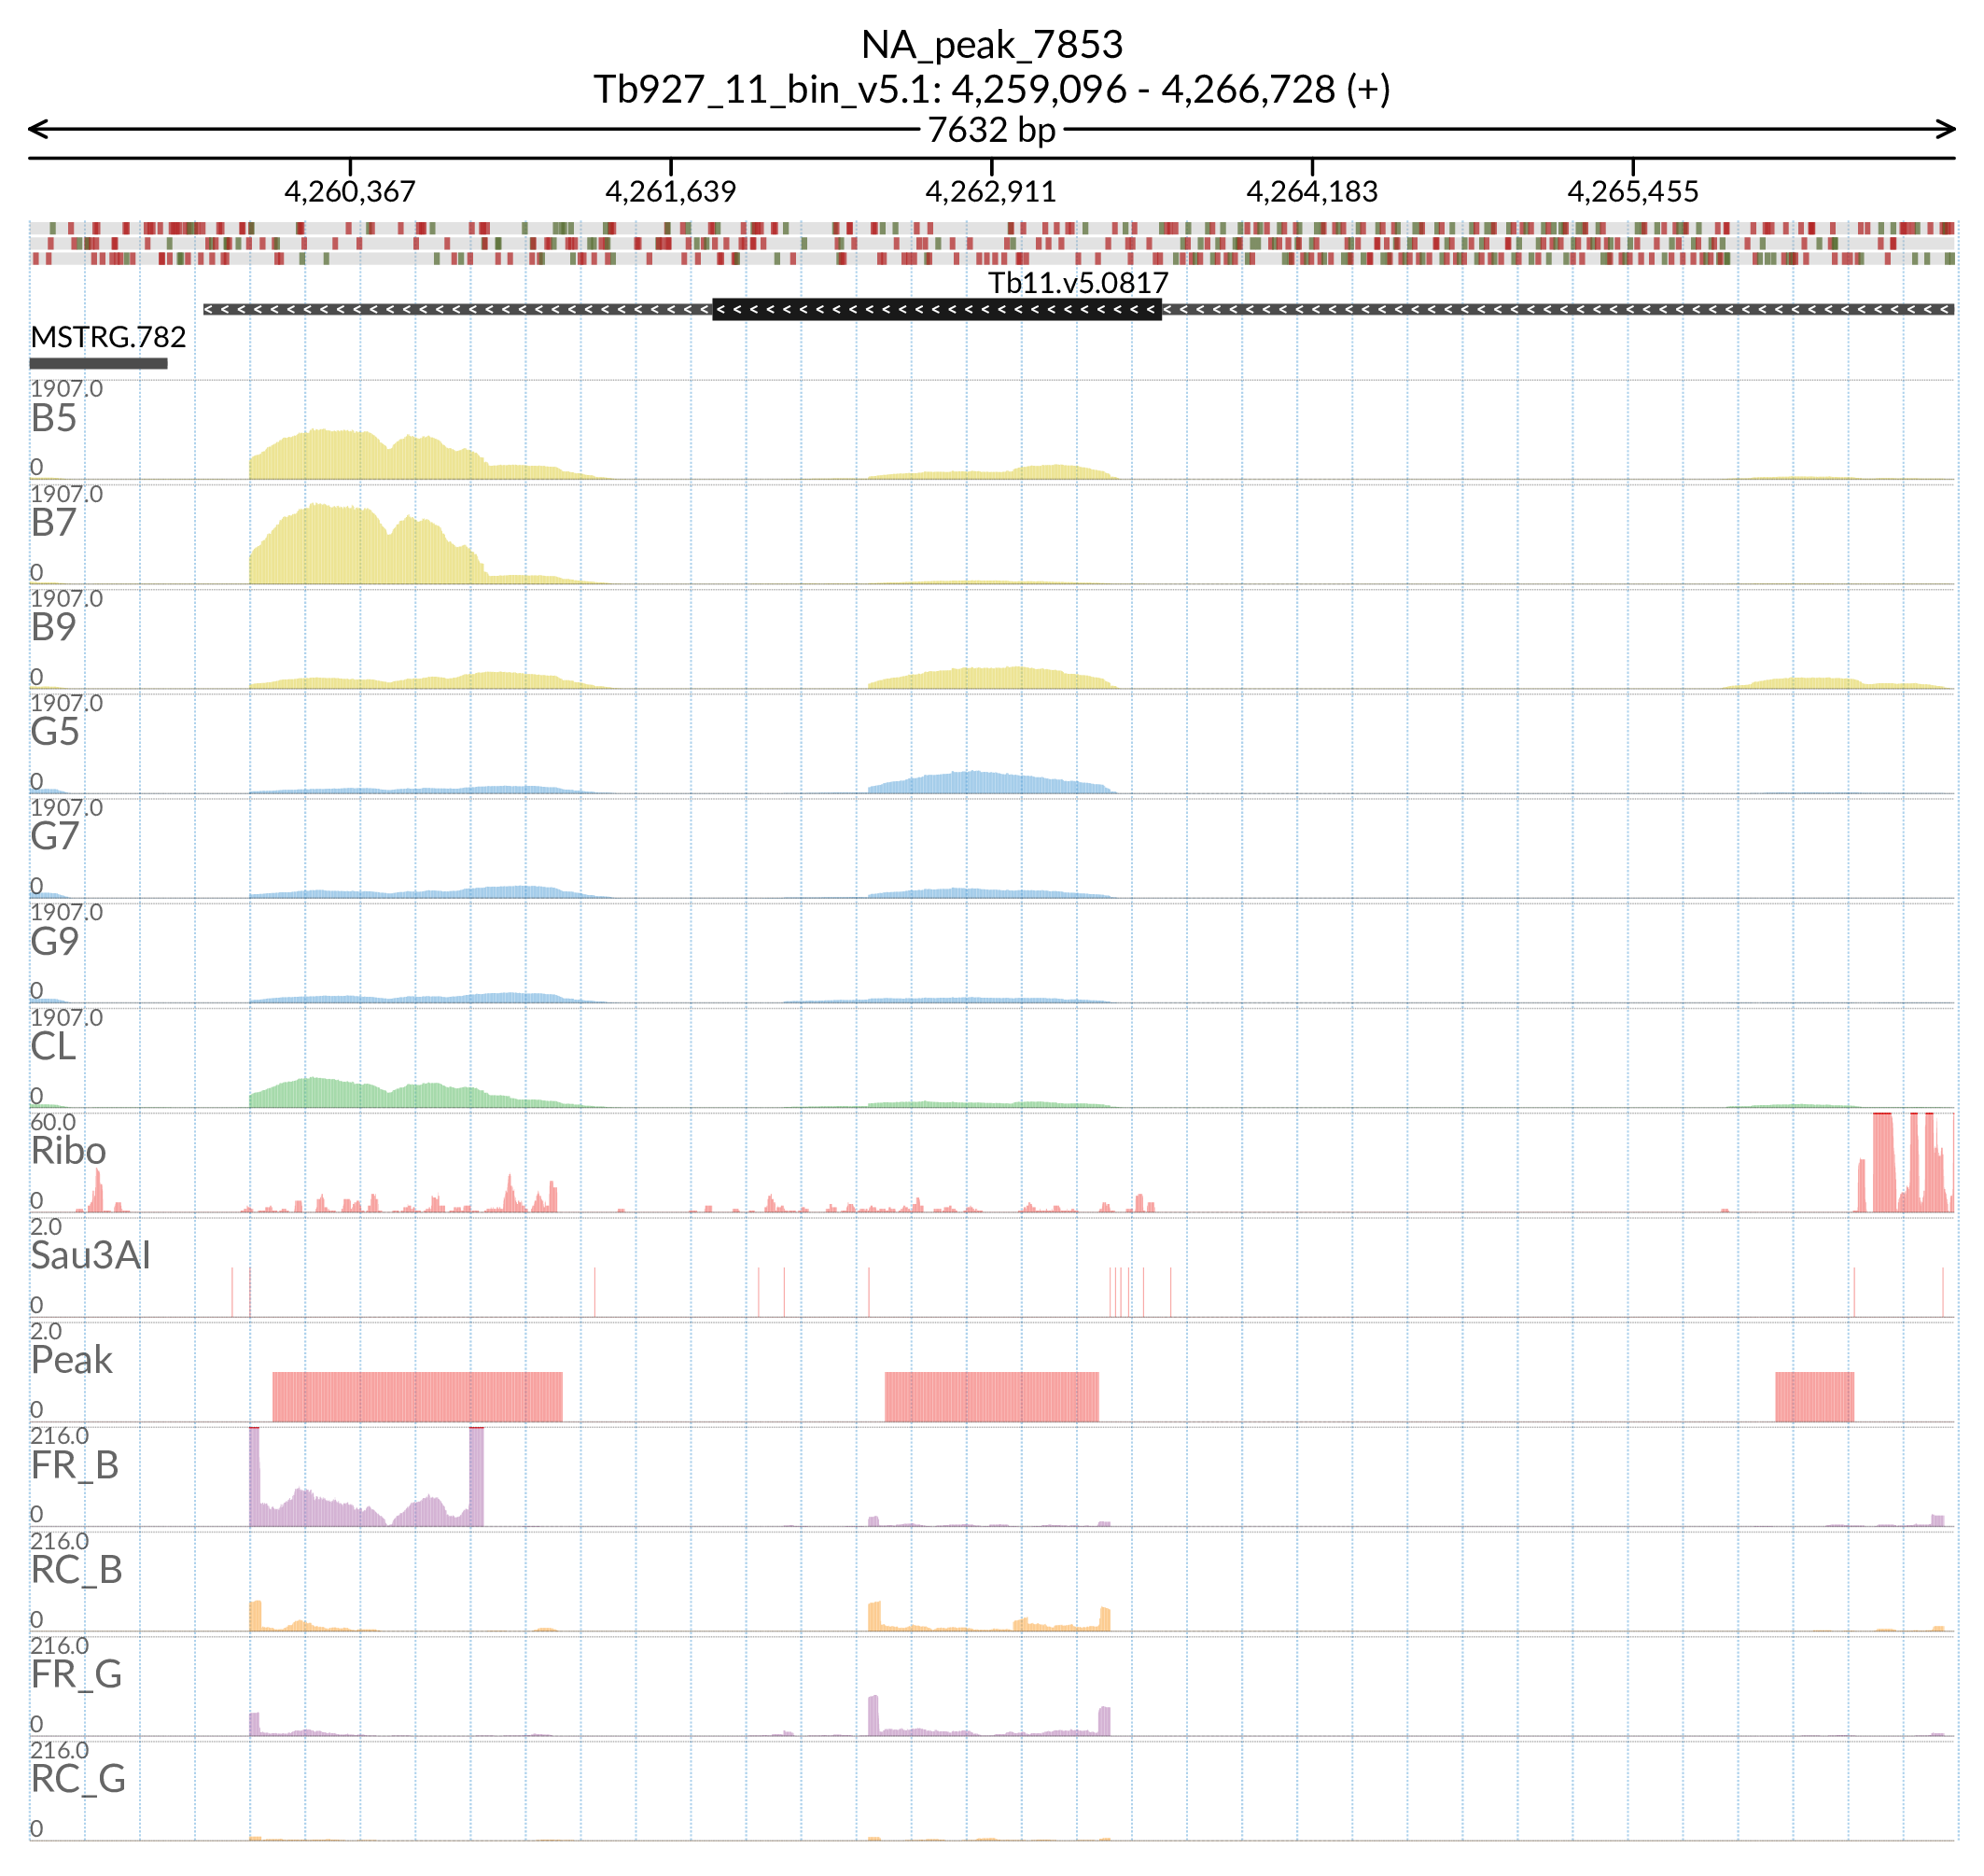 NA_peak_7853
Tb927_11_bin_v5.1: 4,259,096 - 4,266,728 (+)
7632 bp
4,260,367 4,261,639 4,262,911 4,264,183 4,265,455
Tb11.v5.0817
MSTRG.782
1907.0
B5
0
1907.0
B7
0
1907.0
B9
0
1907.0
G5
0
1907.0
G7
0
1907.0
G9
0
1907.0
CL
0
60.0
Ribo
0
2.0
Sau3AI
0
2.0
Peak
0
216.0
FR_B
0
216.0
RC_B
0
216.0
FR_G
0
216.0
RC_G
0